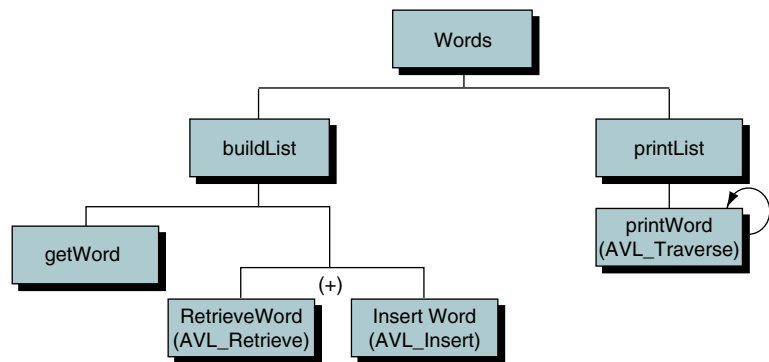 Words
buildList
printList
getWord
printWord
(AVL_Traverse)
(+)
RetrieveWord
(AVL_Retrieve)
Insert Word
(AVL_Insert)